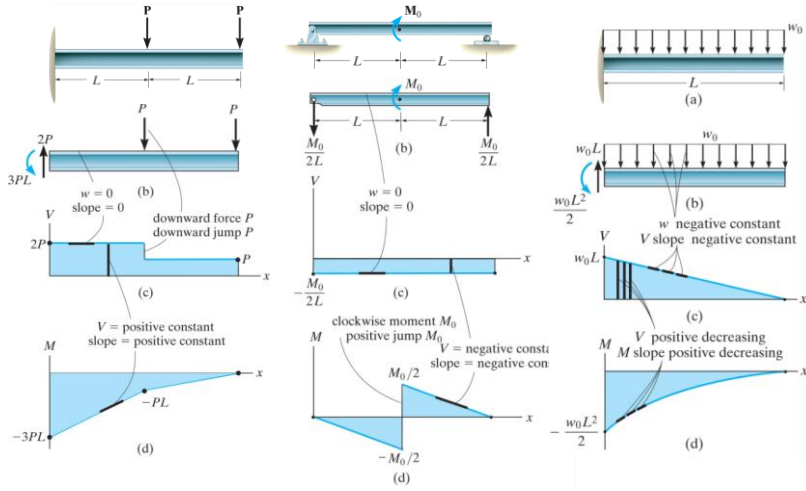 P
P
L
L
P
P
2P
3PL
(b)
w = 0
slope = 0
downward force P
downward jump P
V
2P
P
x
(c)
V = positive constant
slope = positive constant
M
x
−PL
−3PL
(d)
M₀
L
L
M₀
L
L
M₀
2L
(b)
M₀
2L
w = 0
slope = 0
V
x
− M₀
2L
(c)
clockwise moment M₀
positive jump M₀
V = negative consta
slope = negative con
M
M₀/2
x
−M₀/2
(d)
w₀
L
(a)
w₀
w₀L
w₀L²
2
(b)
w negative constant
V slope negative constant
V
w₀L
x
(c)
V positive decreasing
M slope positive decreasing
M
x
− w₀L²
2
(d)